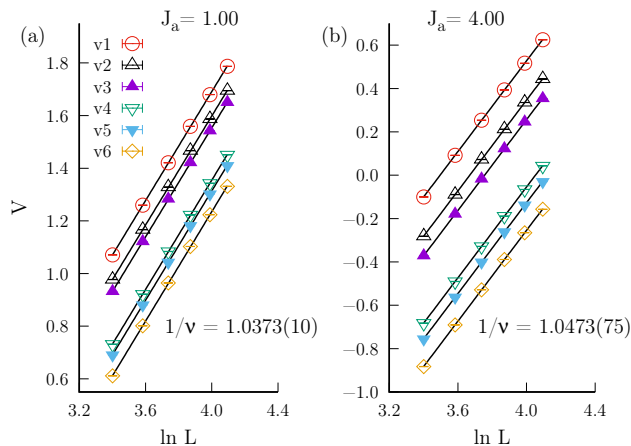 J_a = 1.00
J_a = 4.00
(a)
(b)
v1
v2
v3
v4
v5
v6
V
1.8
1.6
1.4
1.2
1.0
0.8
0.6
1/ν = 1.0373(10)
3.2 3.6 4.0 4.4
ln L
0.6
0.4
0.2
0.0
−0.2
−0.4
−0.6
−0.8
−1.0
1/ν = 1.0473(75)
3.2 3.6 4.0 4.4
ln L